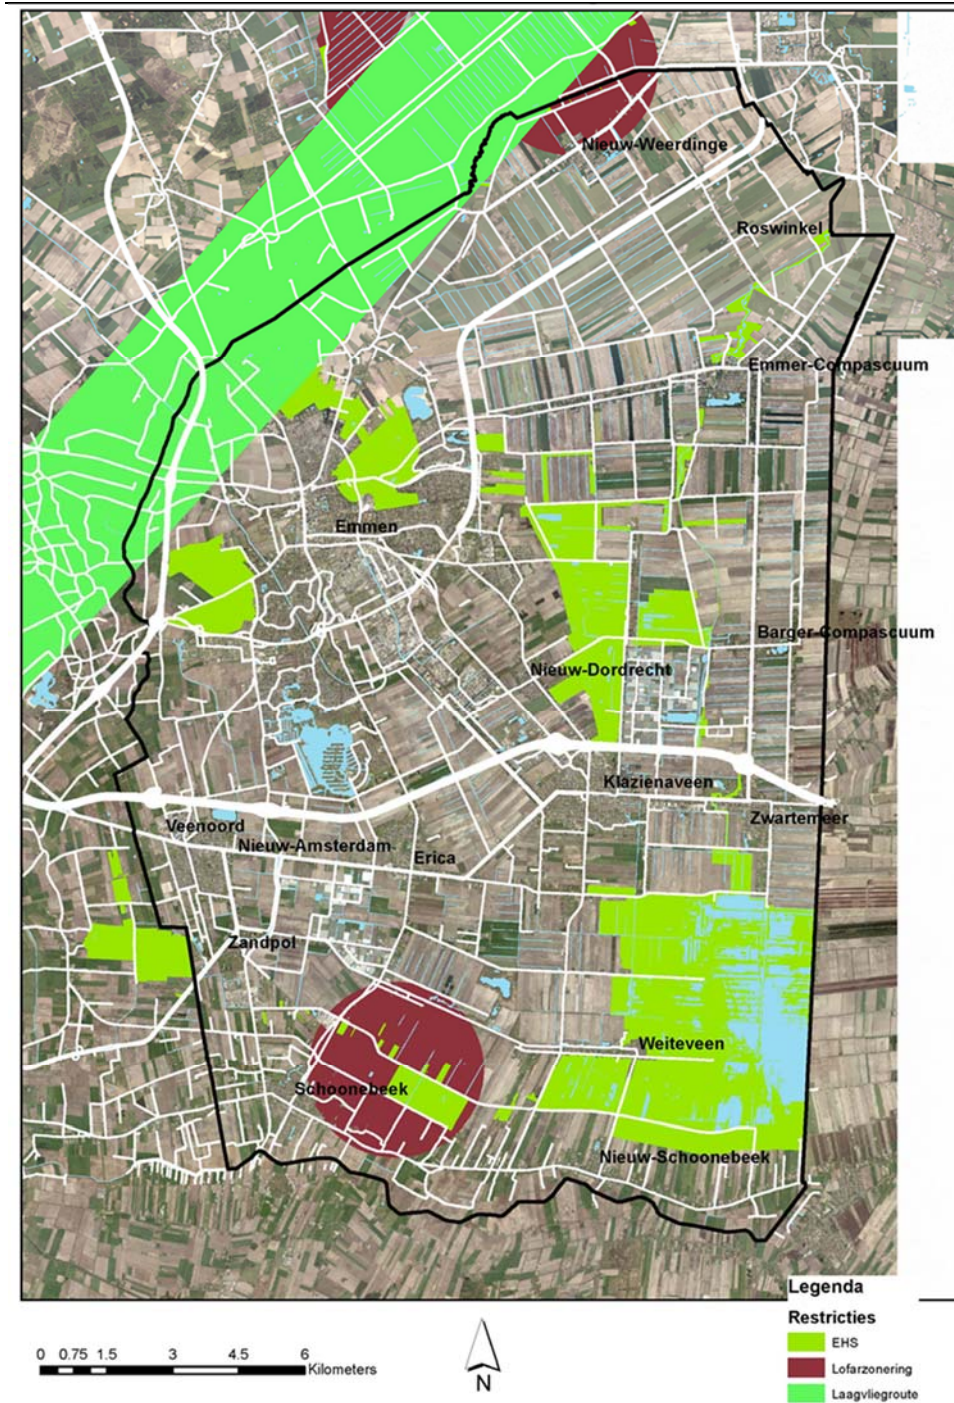 Nieuw-Weerdinge
Roswinkel
Emmer-Compascuum
Emmen
Barger-Compascuum
Nieuw-Dordrecht
Klazienaveen
Zwartemeer
Veenoord
Nieuw-Amsterdam
Erica
Zandpol
Weiteveen
Schoonebeek
Nieuw-Schoonebeek
Legenda
Restricties
EHS
Lofarzonering
Laagvliegroute
0 0.75 1.5 3 4.5 6
Kilometers
N